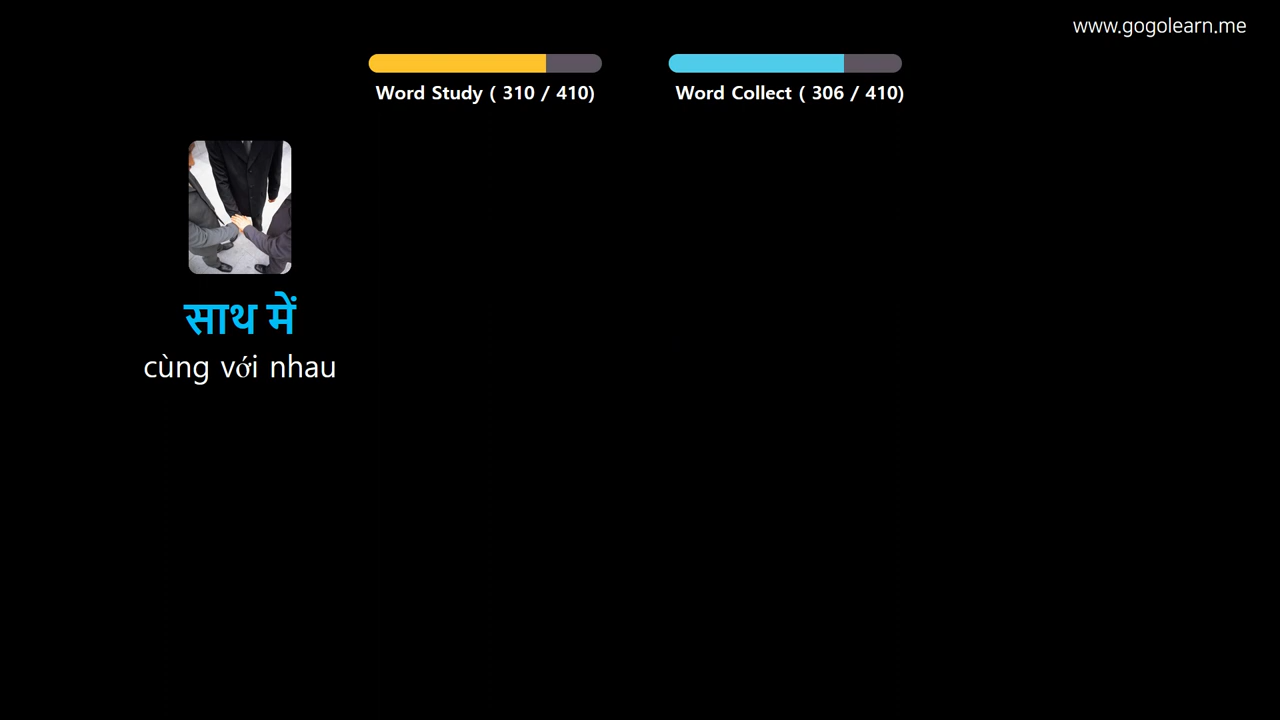 www.gogolearn.me
Word Study ( 310 / 410)
Word Collect ( 306 / 410)
साथ में
cùng với nhau